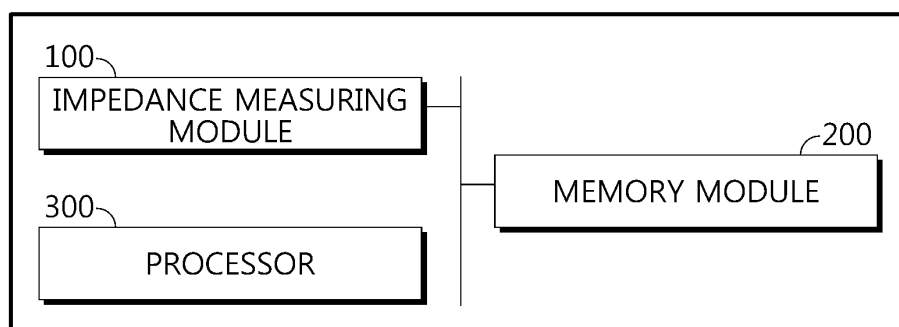 100
IMPEDANCE MEASURING
MODULE
200
MEMORY MODULE
300
PROCESSOR